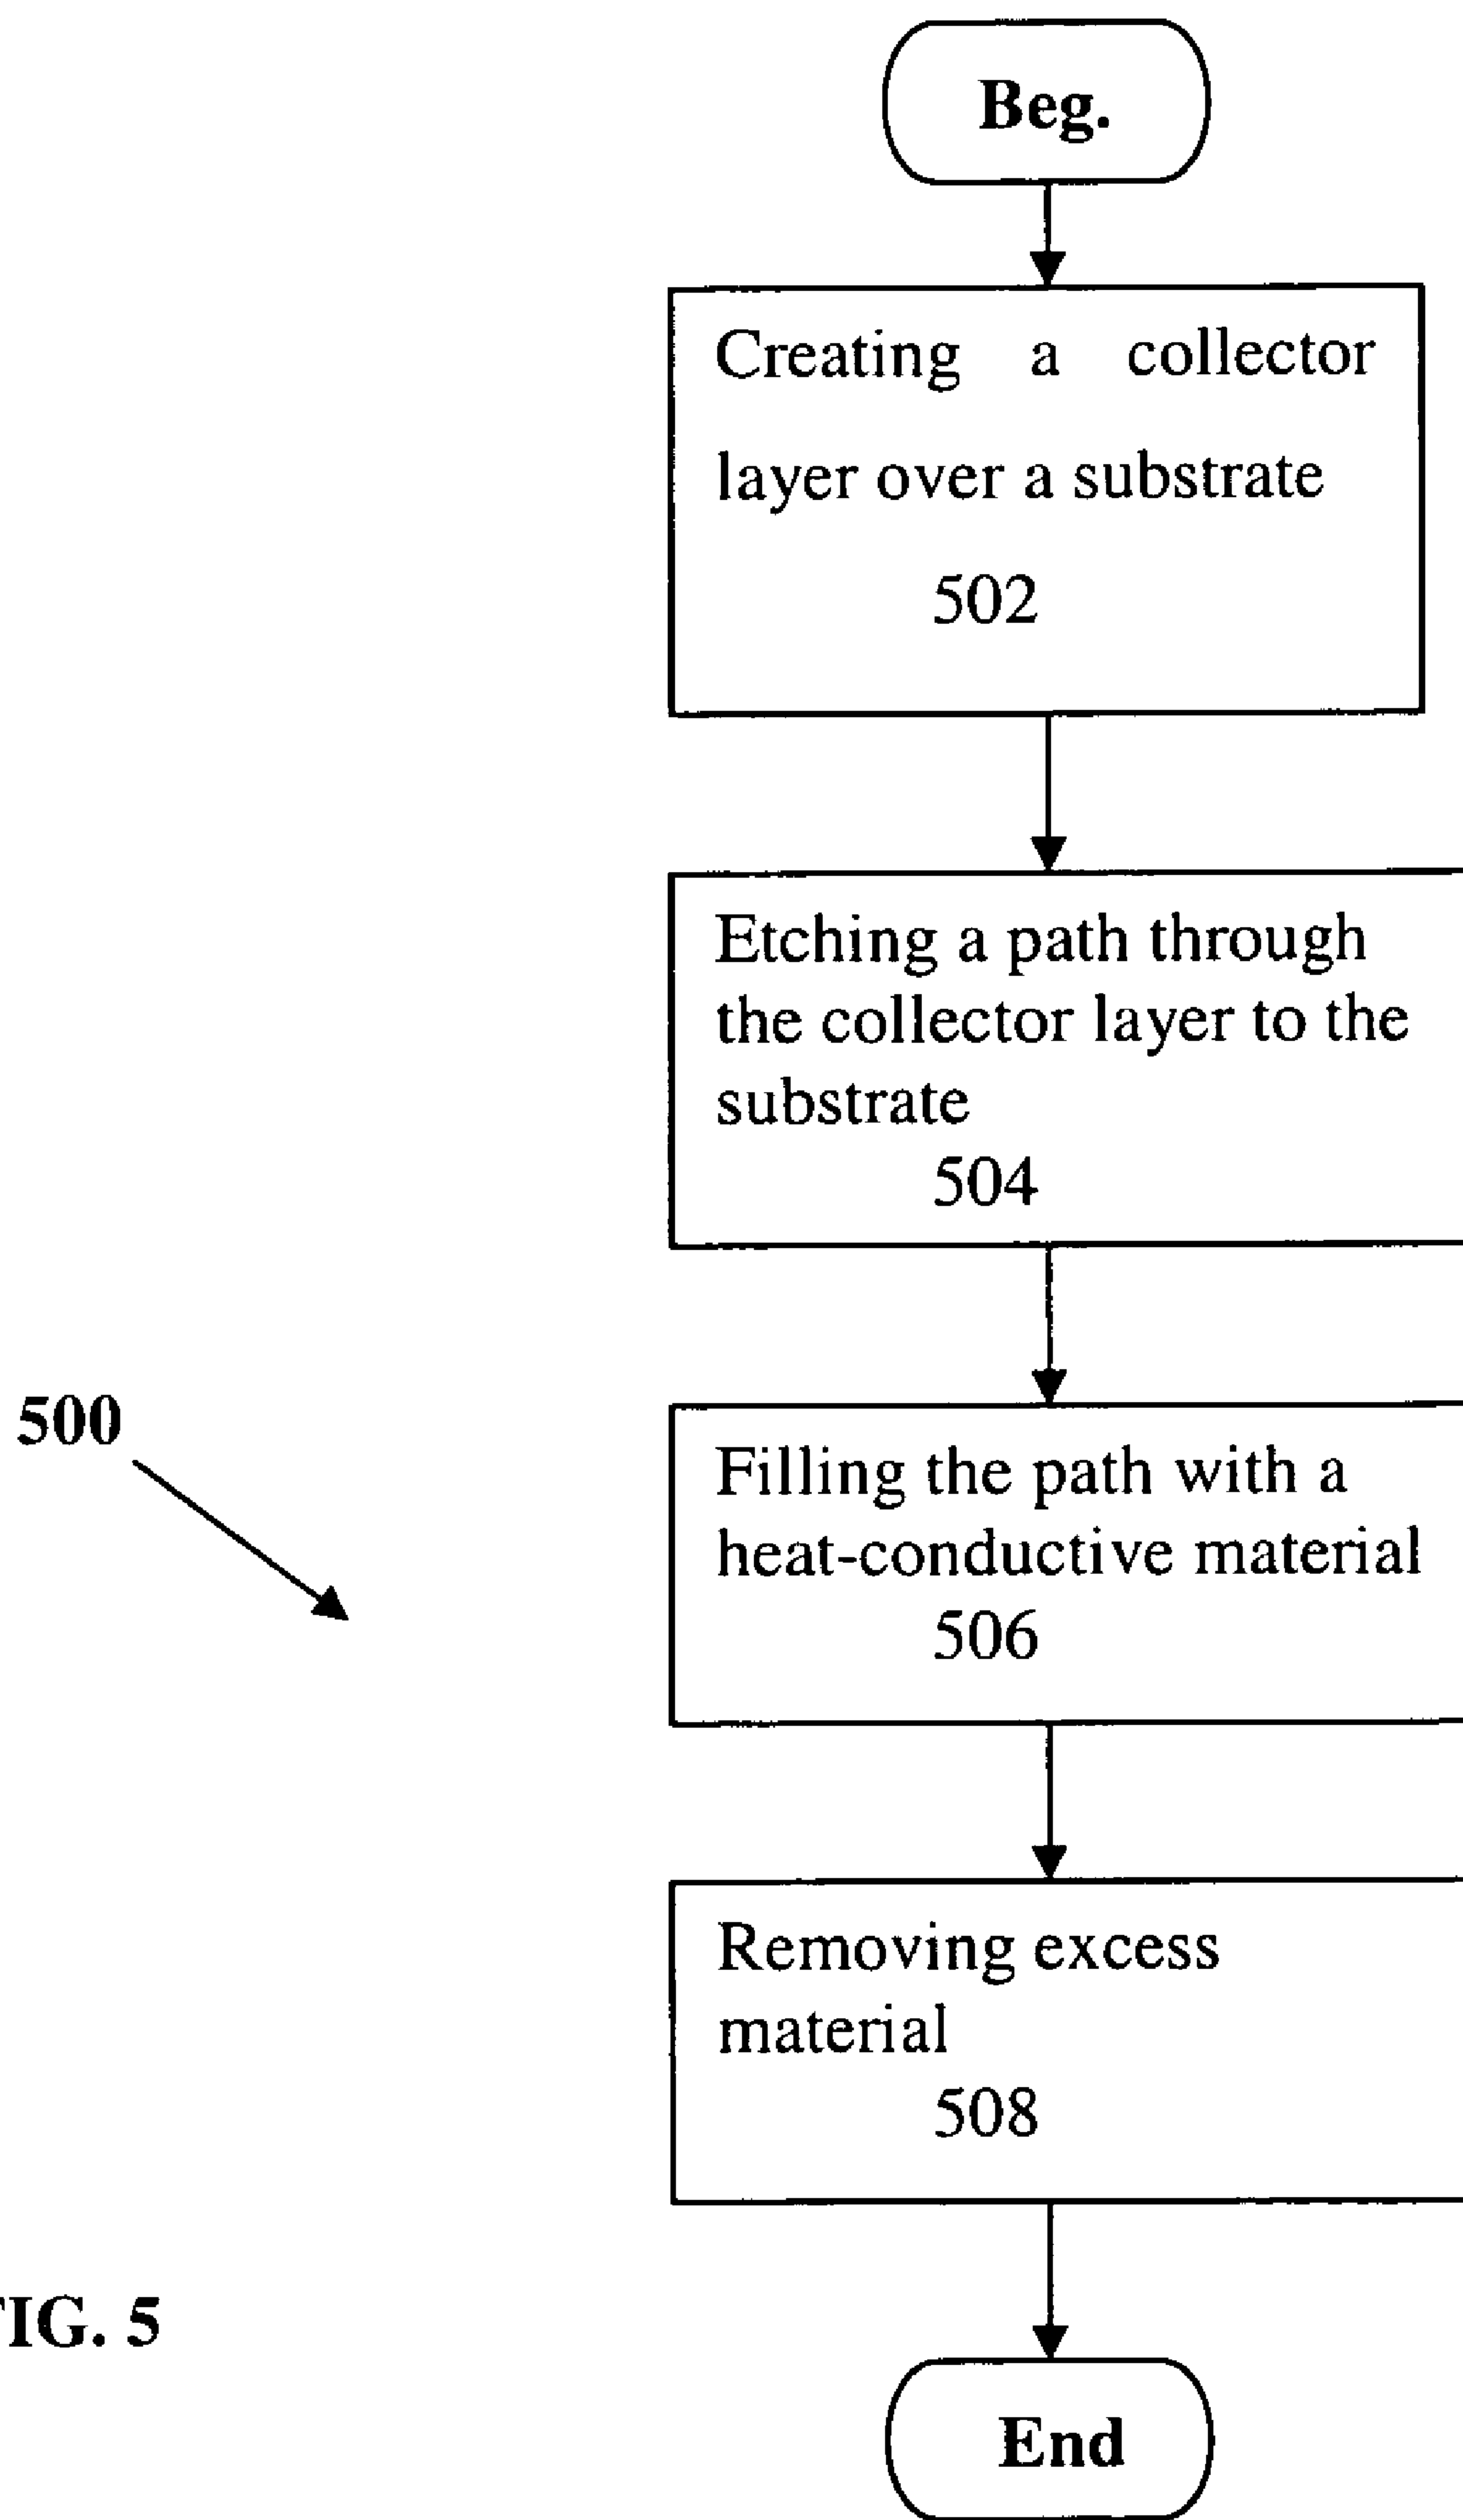 Beg.
Creating a collector
layer over a substrate
502
Etching a path through
the collector layer to the
substrate
504
500
Filling the path with a
heat-conductive material
506
Removing excess
material
508
IG. 5
End